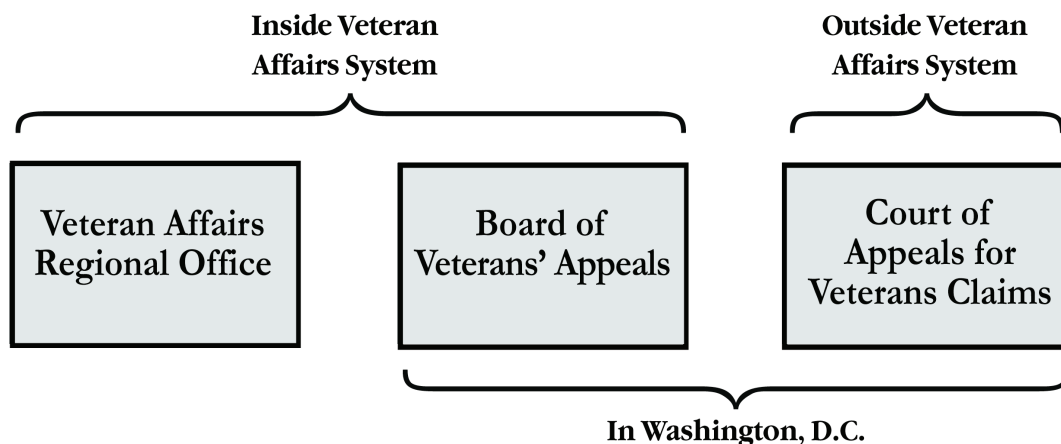 Inside Veteran
Affairs System
Outside Veteran
Affairs System
Veteran Affairs
Regional Office
Board of
Veterans’ Appeals
Court of
Appeals for
Veterans Claims
In Washington, D.C.